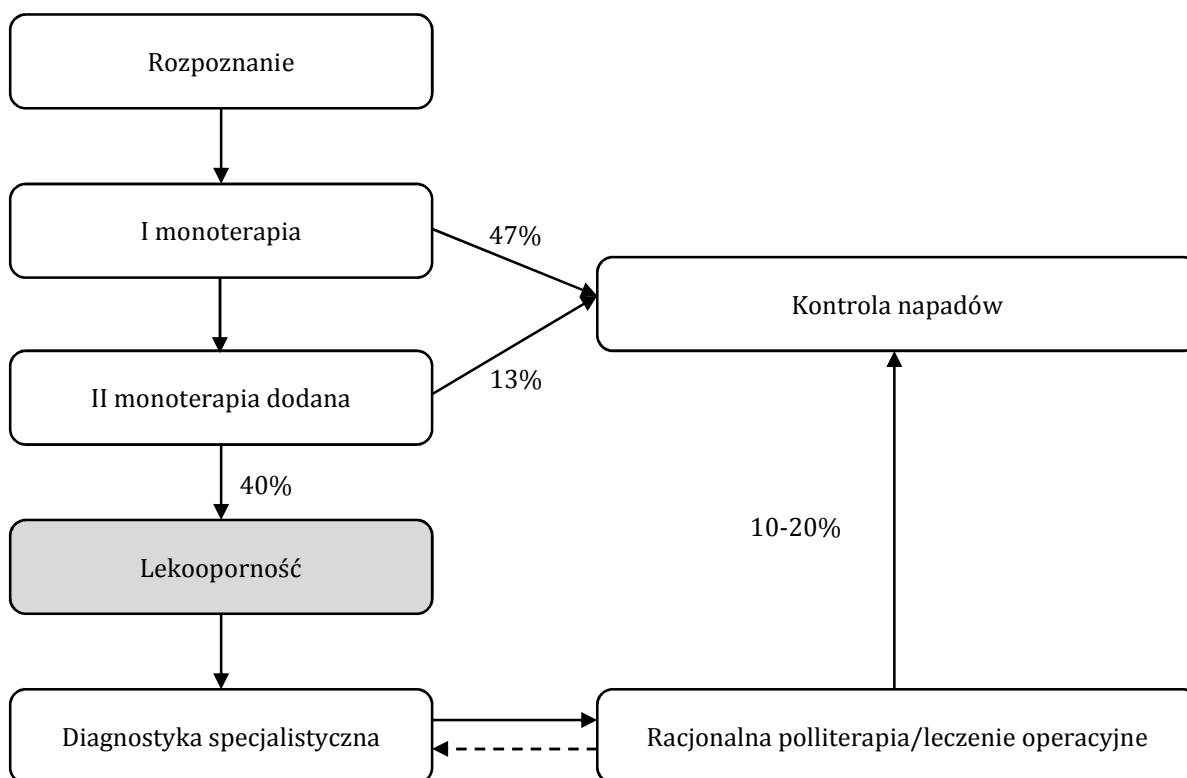 Rozpoznanie
I monoterapia
47%
Kontrola napadów
II monoterapia dodana
13%
40%
10-20%
Lekooporność
Diagnostyka specjalistyczna
Racjonalna polliterapia/leczenie operacyjne